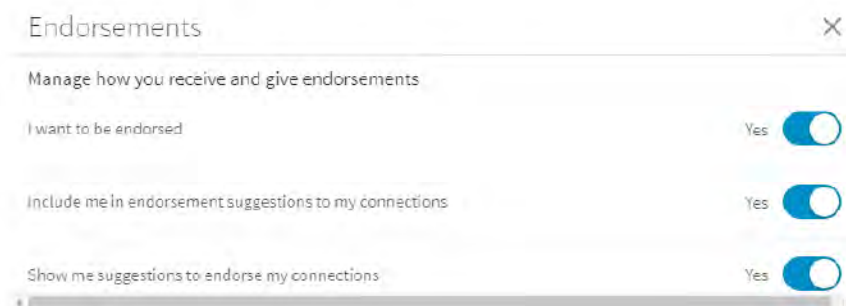 Endorsements
Manage how you receive and give endorsements
I want to be endorsed Yes
Include me in endorsement suggestions to my connections Yes
Show me suggestions to endorse my connections Yes